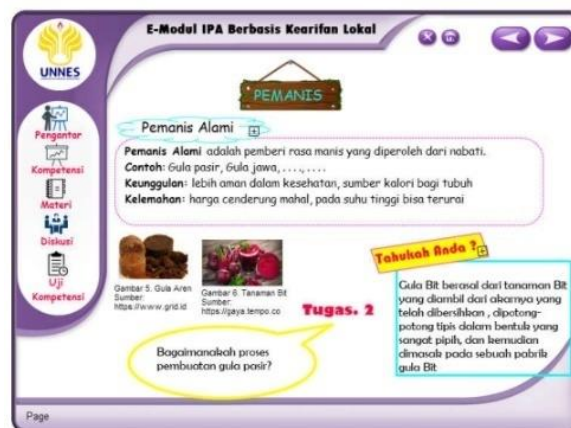 E-Modul IPA Berbasis Kearifan Lokal
UNNES
PEMANIS
Pengantar
Kompetensi
Materi
Diskusi
Uji
Kompetensi
Pemanis Alami
Pemanis Alami adalah pemberi rasa manis yang diperoleh dari nabati.
Contoh: Gula pasir, Gula jawa, . . . ., . . . .
Keunggulan: lebih aman dalam kesehatan, sumber kalori bagi tubuh
Kelemahan: harga cenderung mahal, pada suhu tinggi bisa terurai
Gambar 5. Gula Aren
Sumber:
https://www.grid.id
Gambar 6. Tanaman Bit
Sumber:
https://gaya.tempo.co
Tugas. 2
Bagaimanakah proses
pembuatan gula pasir?
Tahukah Anda ?
Gula Bit berasal dari tanaman Bit
yang diambil dari akarnya yang
telah dibersihkan , dipotong-
potong tipis dalam bentuk yang
sangat pipih, dan kemudian
dimasak pada sebuah pabrik
gula Bit
Page